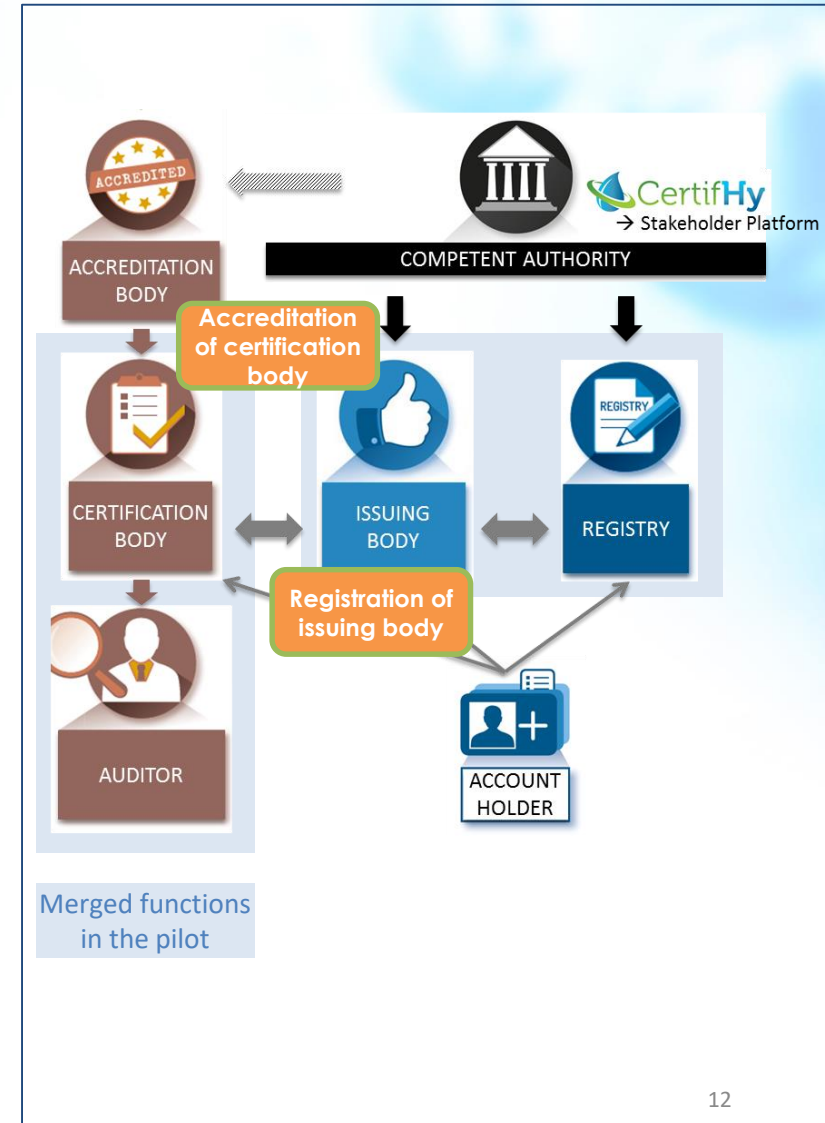 ACCREDITED
CertifHy
→ Stakeholder Platform
ACCREDITATION
BODY
COMPETENT AUTHORITY
Accreditation
of certification
body
REGISTRY
CERTIFICATION
BODY
ISSUING
BODY
REGISTRY
Registration of
issuing body
AUDITOR
ACCOUNT
HOLDER
Merged functions
in the pilot
12